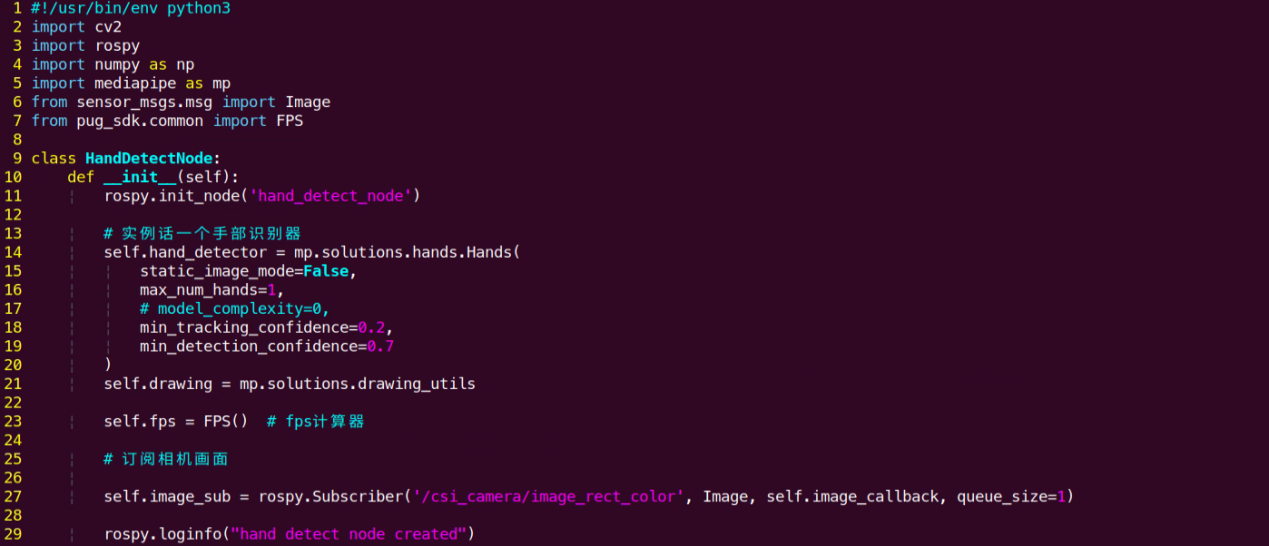 1 #!/usr/bin/env python3
2 import cv2
3 import rospy
4 import numpy as np
5 import mediapipe as mp
6 from sensor_msgs.msg import Image
7 from pug_sdk.common import FPS
8
9 class HandDetectNode:
10     def __init__(self):
11         rospy.init_node('hand_detect_node')
12
13         # 实例话一个手部识别器
14         self.hand_detector = mp.solutions.hands.Hands(
15             static_image_mode=False,
16             max_num_hands=1,
17             # model_complexity=0,
18             min_tracking_confidence=0.2,
19             min_detection_confidence=0.7
20         )
21         self.drawing = mp.solutions.drawing_utils
22
23         self.fps = FPS()  # fps计算器
24
25         # 订阅相机画面
26
27         self.image_sub = rospy.Subscriber('/csi_camera/image_rect_color', Image, self.image_callback, queue_size=1)
28
29         rospy.loginfo("hand detect node created")